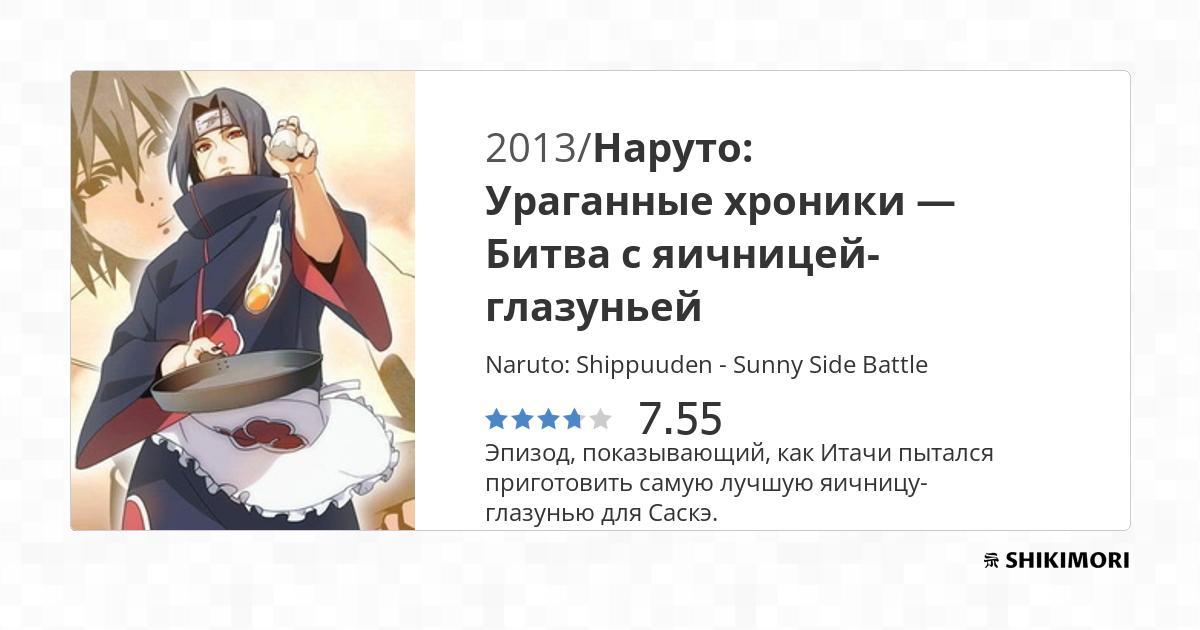 2013/Наруто:
Ураганные хроники —
Битва с яичницей-
глазуньей
Naruto: Shippuuden - Sunny Side Battle
7.55
Эпизод, показывающий, как Итачи пытался
приготовить самую лучшую яичницу-
глазунью для Саскэ.
SHIKIMORI